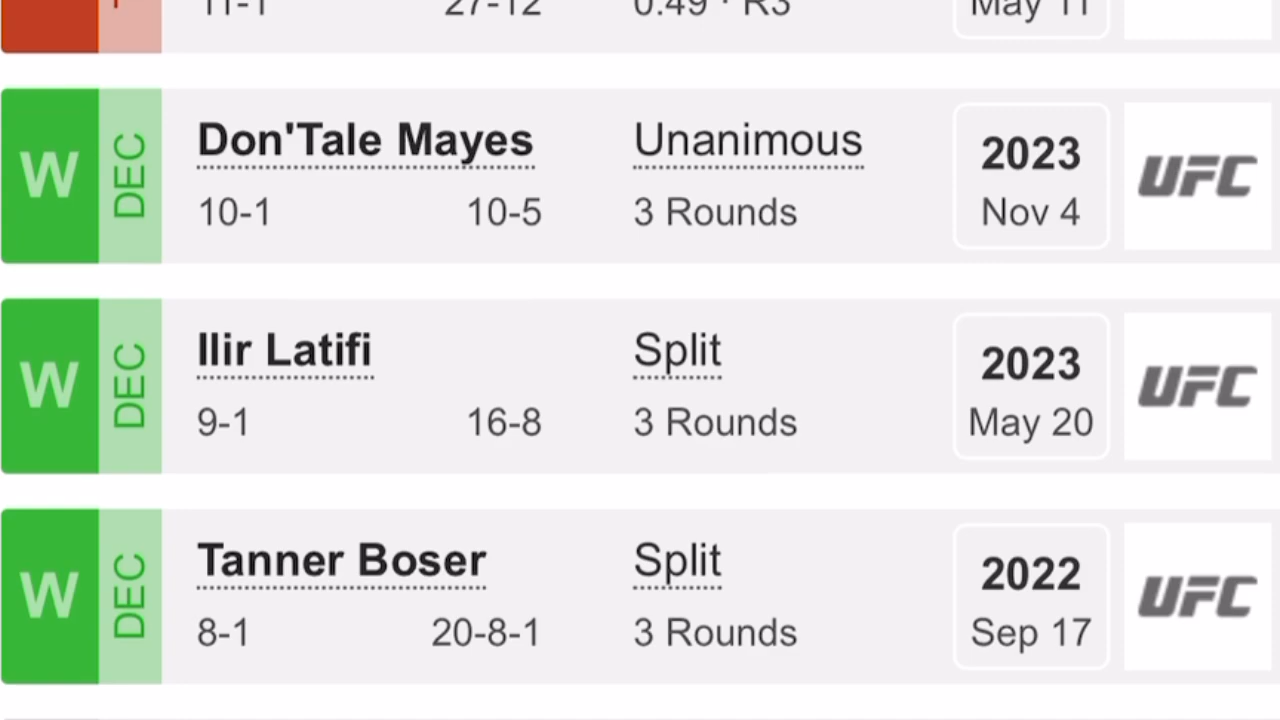 11-1 27-12 0:49 · R3 May 11
W DEC Don'Tale Mayes Unanimous 2023 UFC
10-1 10-5 3 Rounds Nov 4
W DEC Ilir Latifi Split 2023 UFC
9-1 16-8 3 Rounds May 20
W DEC Tanner Boser Split 2022 UFC
8-1 20-8-1 3 Rounds Sep 17